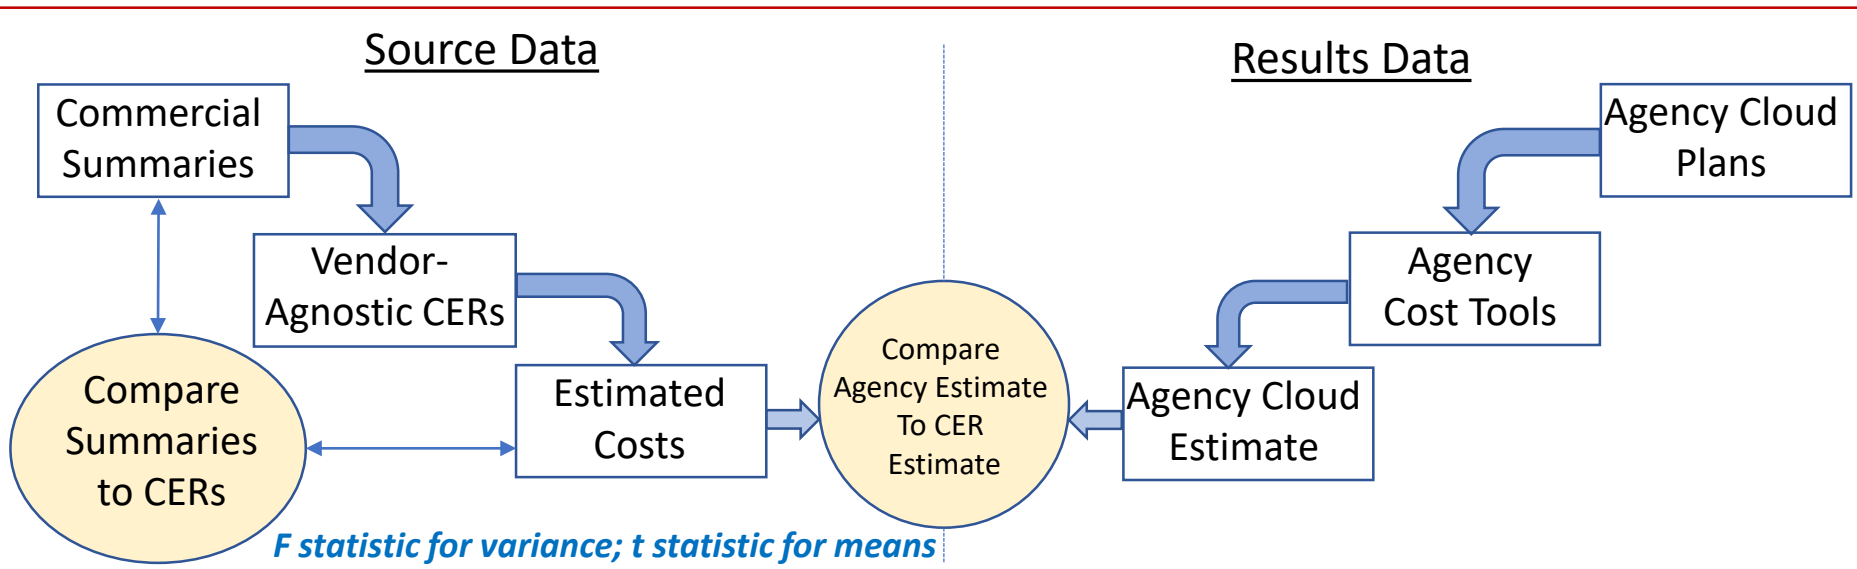 Source Data
Commercial
Summaries
Vendor-
Agnostic CERs
Estimated
Costs
Compare
Summaries
to CERs
F statistic for variance; t statistic for means
Compare
Agency Estimate
To CER
Estimate
Results Data
Agency Cloud
Plans
Agency
Cost Tools
Agency Cloud
Estimate